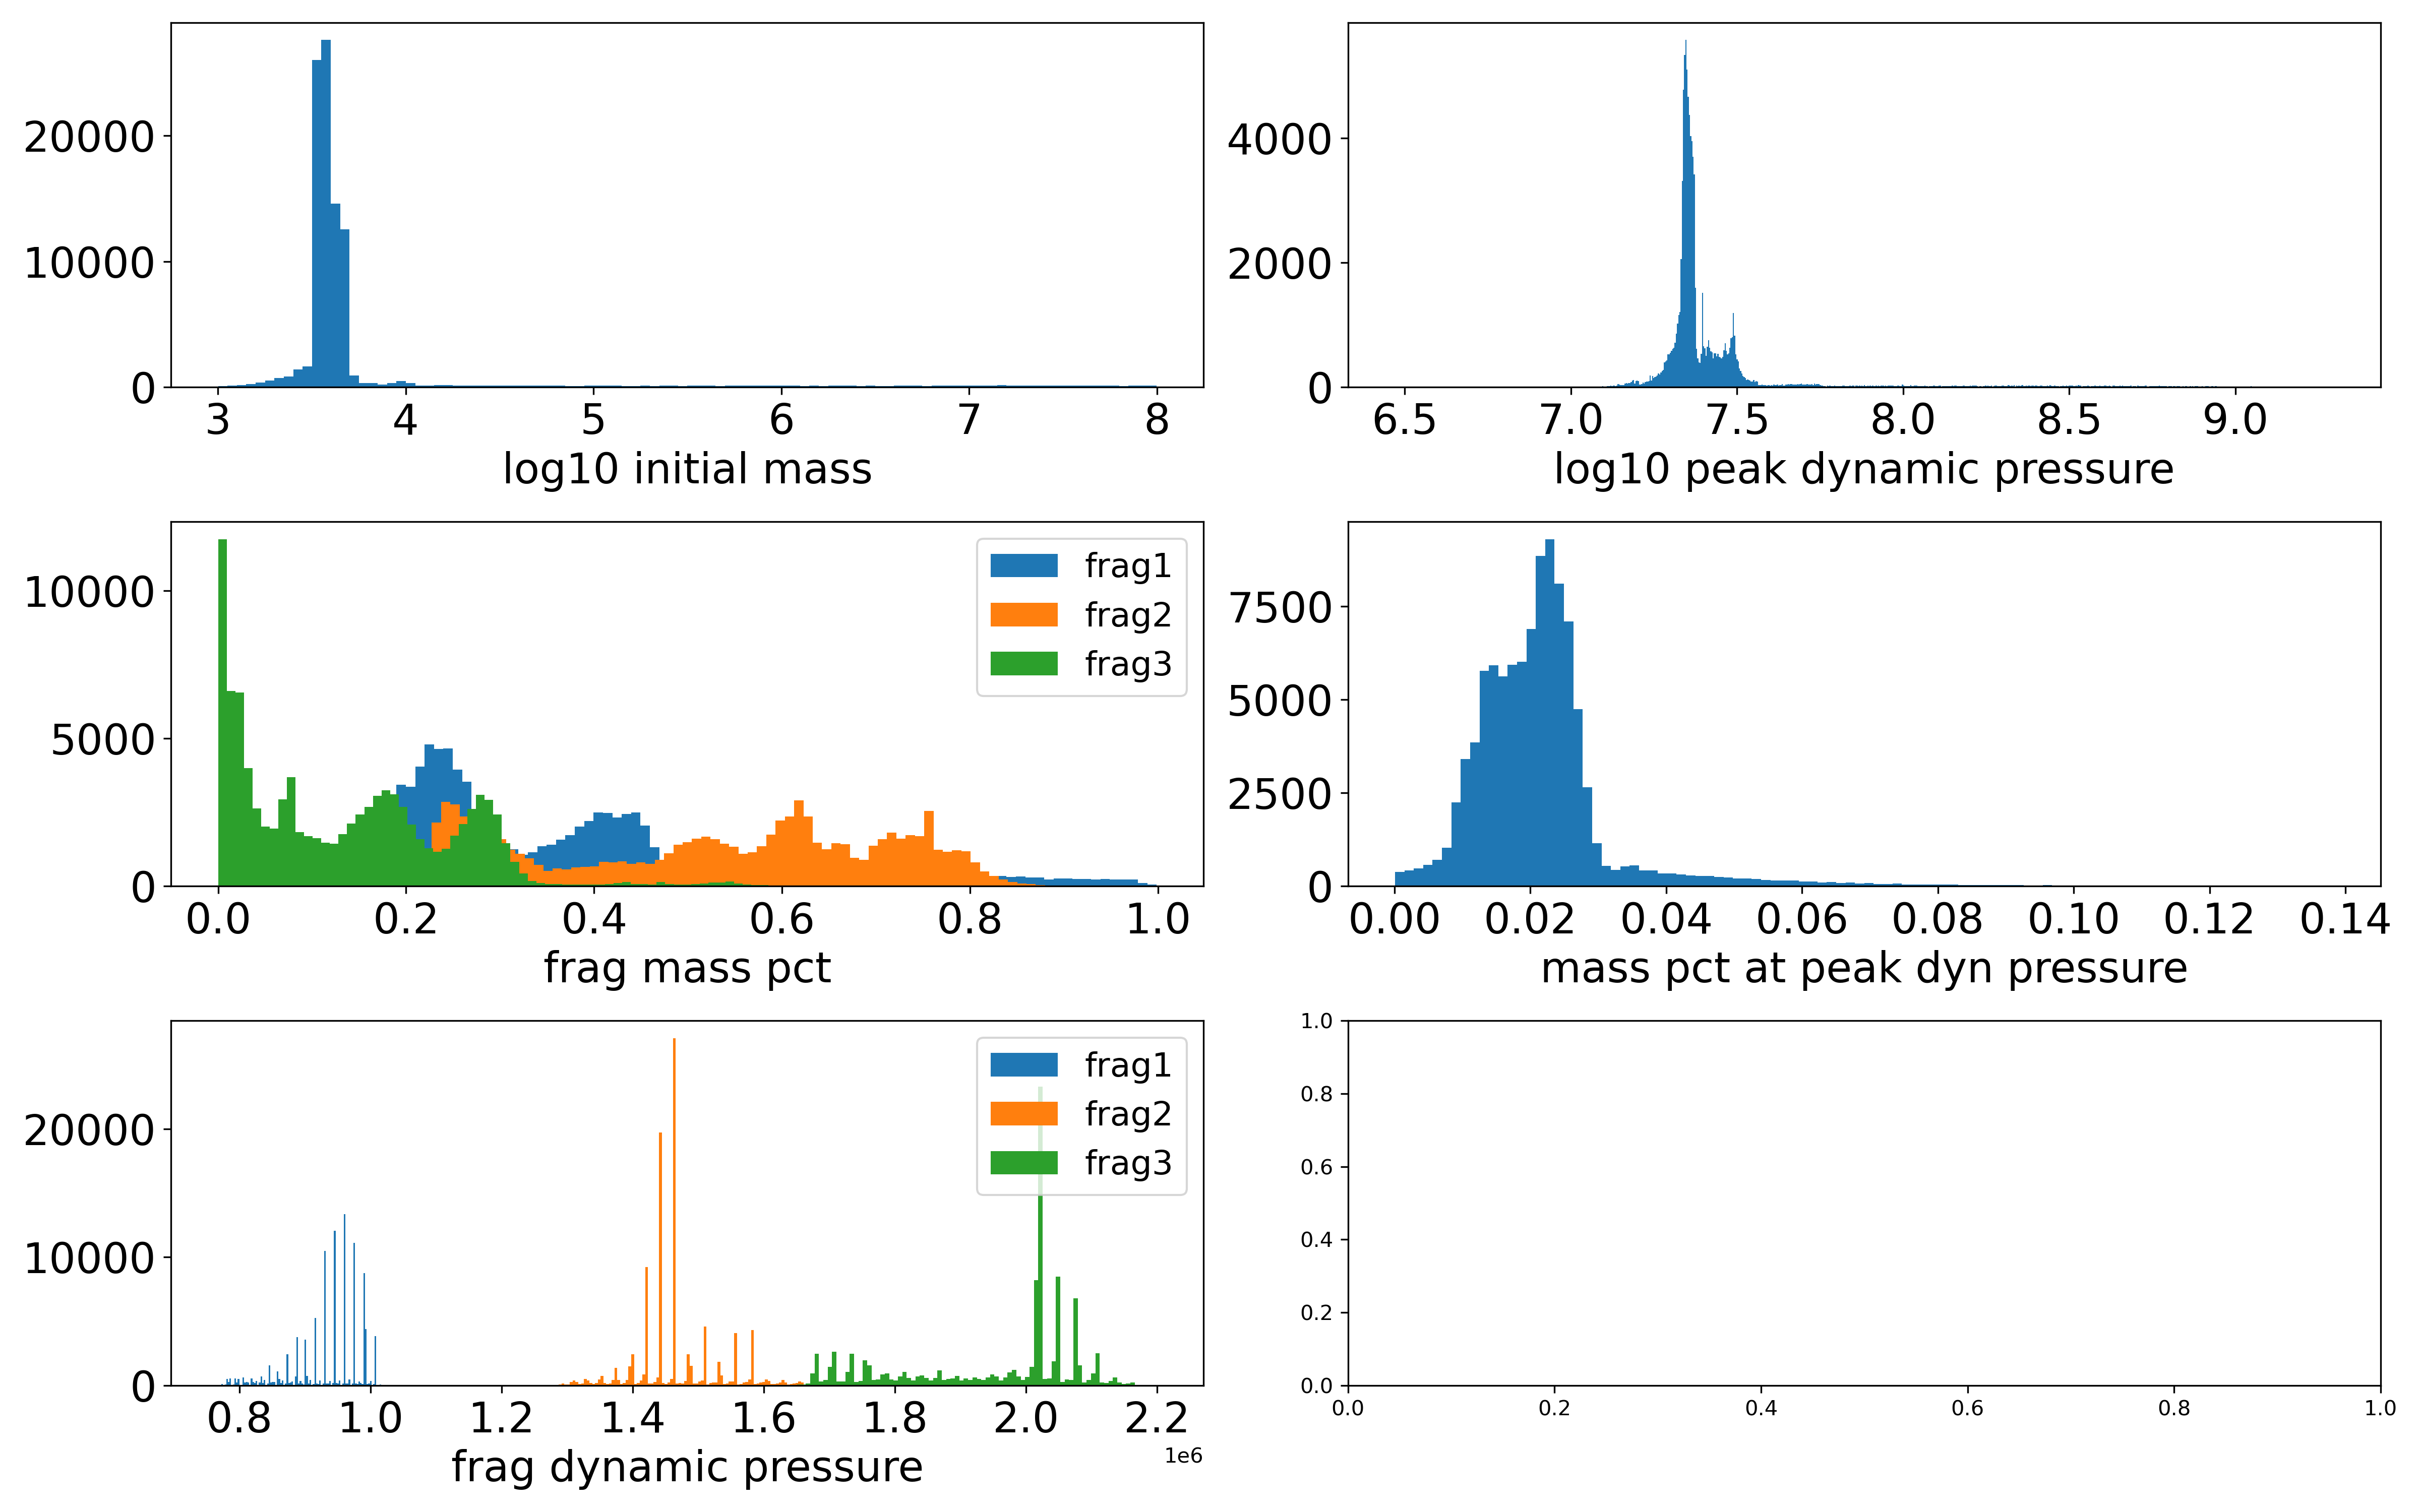 20000
10000
0
3 4 5 6 7 8
log10 initial mass
4000
2000
0
6.5 7.0 7.5 8.0 8.5 9.0
log10 peak dynamic pressure
10000
5000
0
frag1
frag2
frag3
0.0 0.2 0.4 0.6 0.8 1.0
frag mass pct
7500
5000
2500
0
0.00 0.02 0.04 0.06 0.08 0.10 0.12 0.14
mass pct at peak dyn pressure
20000
10000
0
frag1
frag2
frag3
0.8 1.0 1.2 1.4 1.6 1.8 2.0 2.2
1e6
frag dynamic pressure
1.0
0.8
0.6
0.4
0.2
0.0
0.0 0.2 0.4 0.6 0.8 1.0